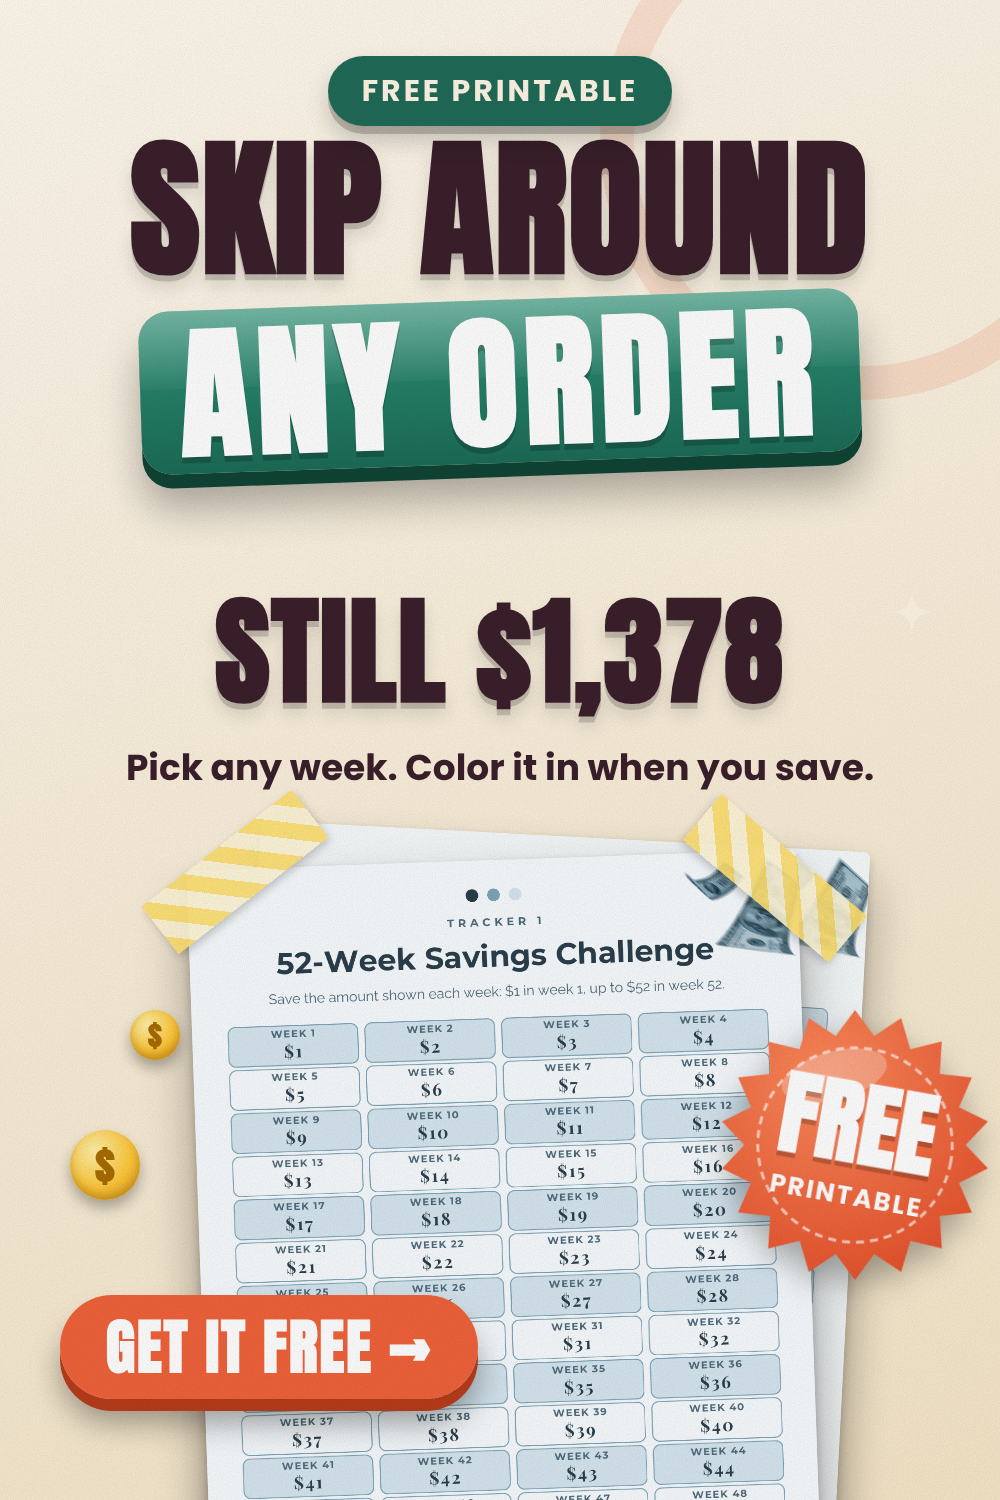 FREE PRINTABLE
SKIP AROUND
ANY ORDER
STILL $1,378
Pick any week. Color it in when you save.
TRACKER 1
52-Week Savings Challenge
Save the amount shown each week: $1 in week 1, up to $52 in week 52.
WEEK 1 WEEK 2 WEEK 3 WEEK 4
$1 $2 $3 $4
WEEK 5 WEEK 6 WEEK 7 WEEK 8
$5 $6 $7 $8
WEEK 9 WEEK 10 WEEK 11 WEEK 12
$9 $10 $11 $12
WEEK 13 WEEK 14 WEEK 15 WEEK 16
$13 $14 $15 $16
WEEK 17 WEEK 18 WEEK 19 WEEK 20
$17 $18 $19 $20
WEEK 21 WEEK 22 WEEK 23 WEEK 24
$21 $22 $23 $24
WEEK 25 WEEK 26 WEEK 27 WEEK 28
$27 $28
WEEK 31 WEEK 32
$31 $32
WEEK 35 WEEK 36
$35 $36
WEEK 37 WEEK 38 WEEK 39 WEEK 40
$37 $38 $39 $40
WEEK 41 WEEK 42 WEEK 43 WEEK 44
$41 $42 $43 $44
WEEK 47 WEEK 48
FREE
PRINTABLE
$
$
GET IT FREE →